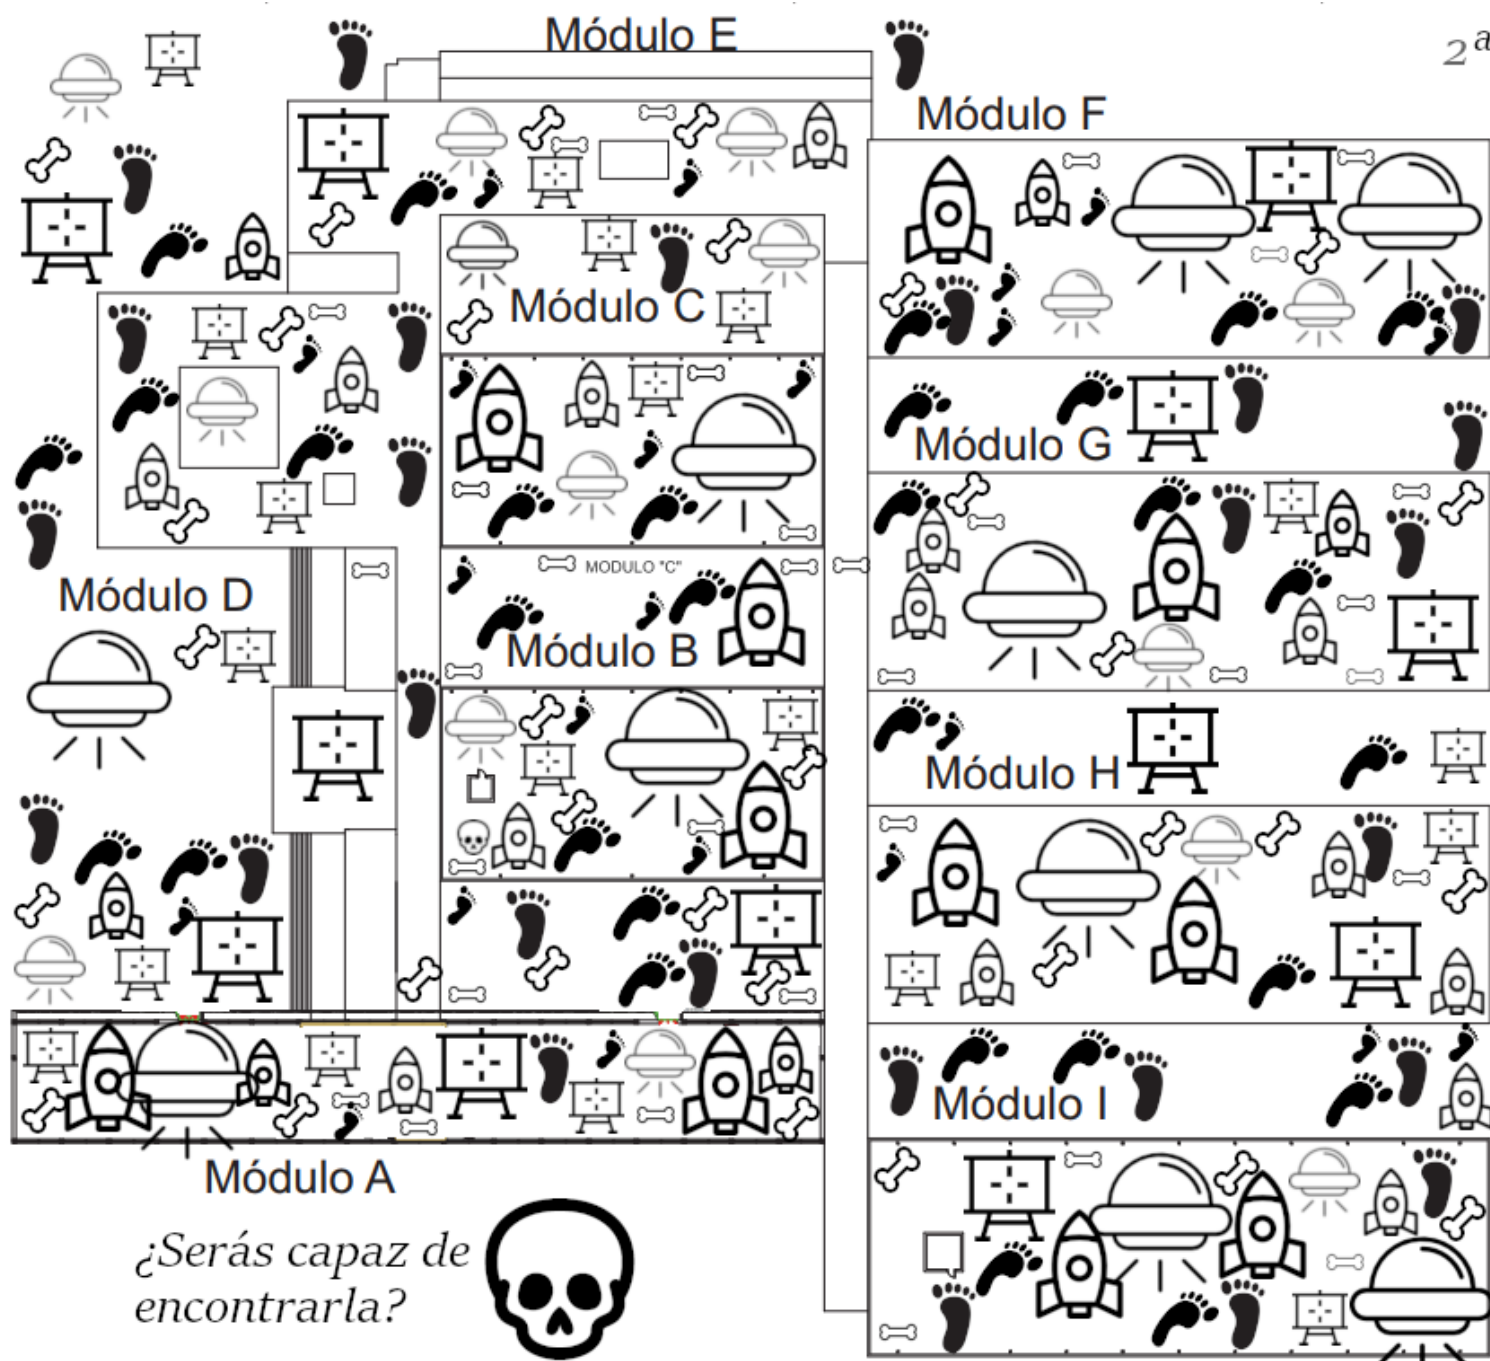 Módulo E
2ª
Módulo F
Módulo C
Módulo G
MODULO "C"
Módulo D
Módulo B
Módulo H
Módulo I
Módulo A
¿Serás capaz de
encontrarla?